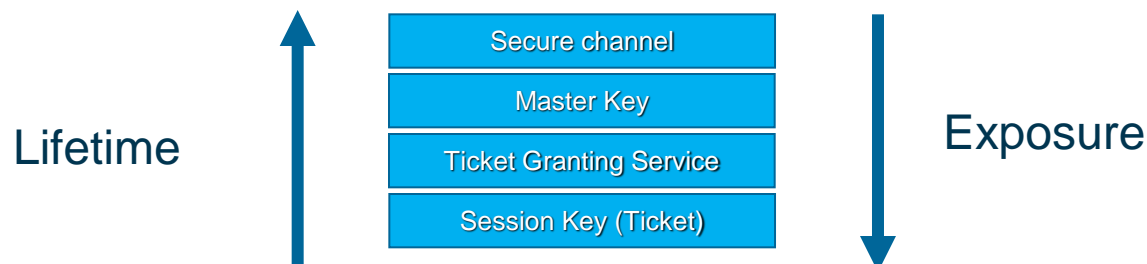 Secure channel
Master Key
Lifetime
Exposure
Ticket Granting Service
Session Key (Ticket)